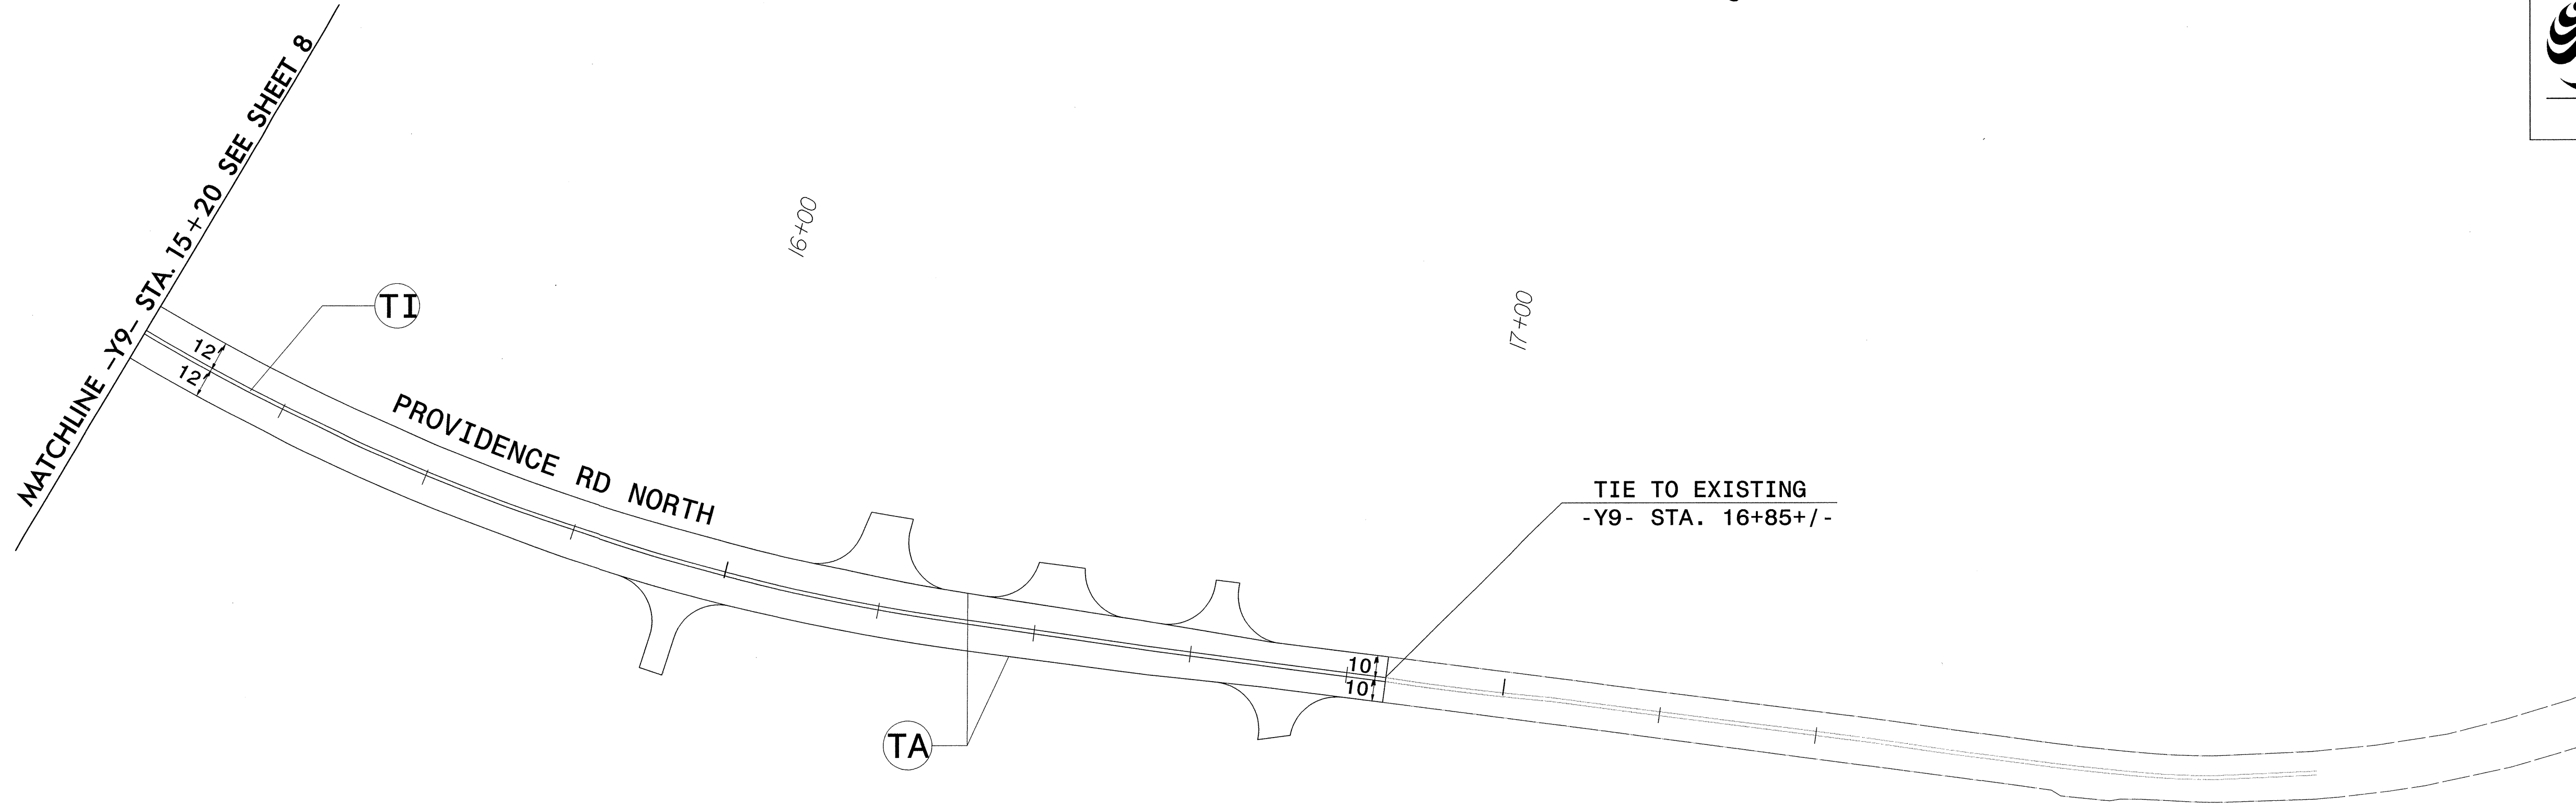 MATCHLINE -Y9- STA. 15+20 SEE SHEET 8
16+00
17+00
TI
12'
12'
PROVIDENCE RD NORTH
TIE TO EXISTING
-Y9- STA. 16+85+/-
10'
10'
TA